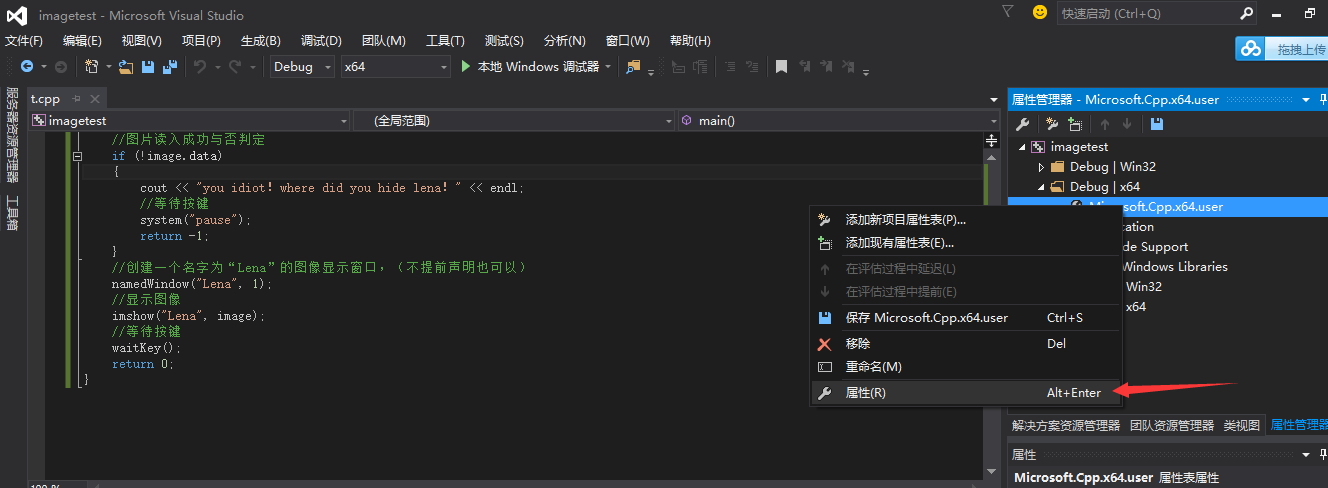 imagetest - Microsoft Visual Studio
快速启动 (Ctrl+Q)
文件(F) 编辑(E) 视图(V) 项目(P) 生成(B) 调试(D) 团队(M) 工具(T) 测试(S) 分析(N) 窗口(W) 帮助(H)
拖拽上传
Debug x64 本地 Windows 调试器
服务器资源管理器
工具箱
t.cpp
imagetest (全局范围) main()
//图片读入成功与否判定
if (!image.data)
{
cout << "you idiot! where did you hide lena! " << endl;
//等待按键
system("pause");
return -1;
}
//创建一个名字为“Lena”的图像显示窗口，（不提前声明也可以）
namedWindow("Lena", 1);
//显示图像
imshow("Lena", image);
//等待按键
waitKey();
return 0;
}
属性管理器 - Microsoft.Cpp.x64.user
imagetest
Debug | Win32
Debug | x64
Microsoft.Cpp.x64.user
cation
de Support
Windows Libraries
Win32
x64
添加新项目属性表(P)...
添加现有属性表(E)...
在评估过程中延迟(L)
在评估过程中提前(E)
保存 Microsoft.Cpp.x64.user Ctrl+S
移除 Del
重命名(M)
属性(R) Alt+Enter
解决方案资源管理器 团队资源管理器 类视图 属性管理器
属性
Microsoft.Cpp.x64.user 属性表属性